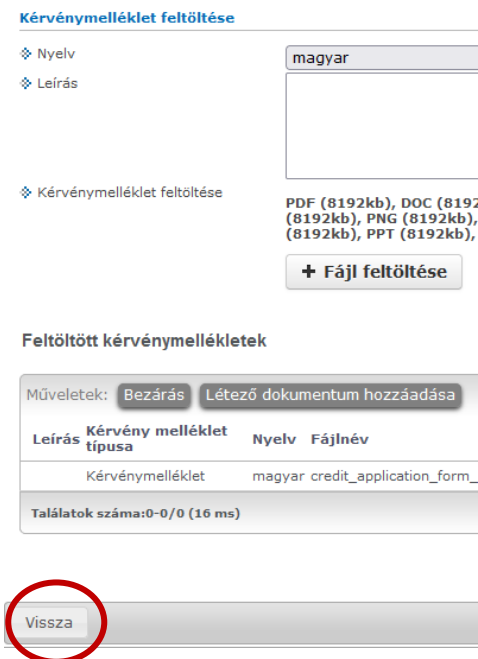 Kérvénymelléklet feltöltése
Nyelv
magyar
Leírás
Kérvénymelléklet feltöltése
PDF (8192kb), DOC (8192
(8192kb), PNG (8192kb),
(8192kb), PPT (8192kb),
+ Fájl feltöltése
Feltöltött kérvénymellékletek
Műveletek: Bezárás Létező dokumentum hozzáadása
Leírás Kérvény melléklet típusa Nyelv Fájlnév
Kérvénymelléklet magyar credit_application_form_
Találatok száma:0-0/0 (16 ms)
Vissza